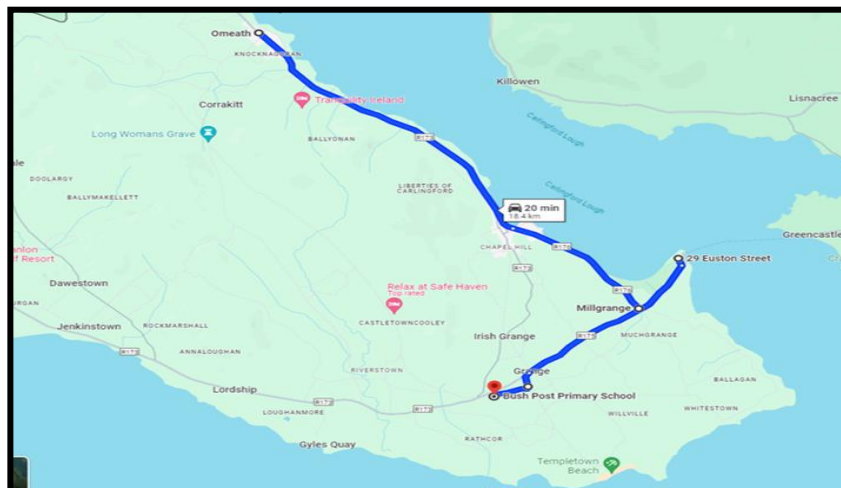 Omeath
KNOCKNAGORAN
Killowen
Lisnacree
Corrakitt
Tranquility Ireland
Long Womans Grave
BALLYONAN
R173
Carlingford Lough
DOOLARGY
LIBERTIES OF
CARLINGFORD
BALLYMAKELLETT
Carlingford Lough
20 min
18.4 km
Greencastle
CHAPEL HILL
R176
29 Euston Street
R173
Dawestown
Relax at Safe Haven
Top rated
R176
Millgrange
ROCKMARSHALL
CASTLETOWNCOOLEY
Jenkinstown
Irish Grange
R175
MUCHGRANGE
R173
ANNALOUGHAN
RIVERSTOWN
Grange
BALLAGAN
Lordship
R173
Bush Post Primary School
LOUGHANMORE
WILLVILLE
WHITESTOWN
Gyles Quay
RATHCOR
Templetown
Beach